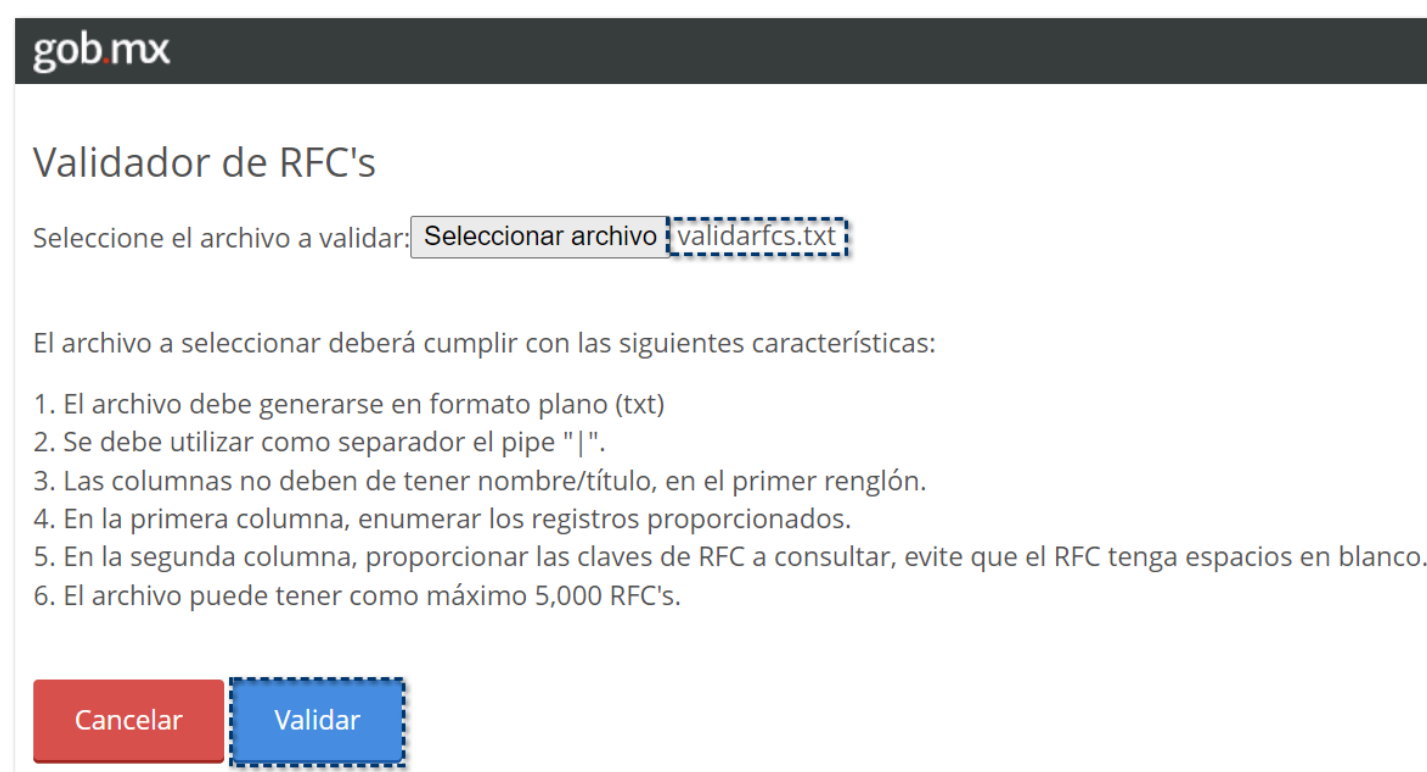 gob.mx
Validador de RFC's
Seleccione el archivo a validar: Seleccionar archivo validarfcs.txt
El archivo a seleccionar deberá cumplir con las siguientes características:
1. El archivo debe generarse en formato plano (txt)
2. Se debe utilizar como separador el pipe "|".
3. Las columnas no deben de tener nombre/título, en el primer renglón.
4. En la primera columna, enumerar los registros proporcionados.
5. En la segunda columna, proporcionar las claves de RFC a consultar, evite que el RFC tenga espacios en blanco.
6. El archivo puede tener como máximo 5,000 RFC's.
Cancelar Validar